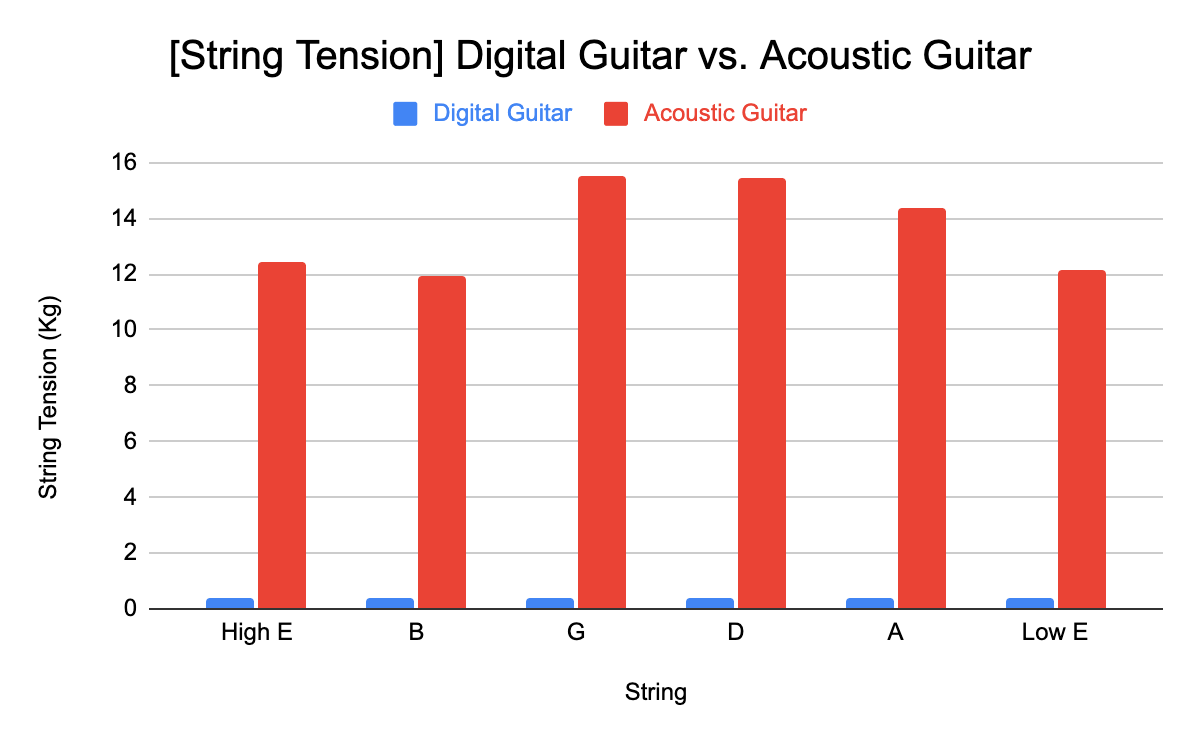 [String Tension] Digital Guitar vs. Acoustic Guitar
Digital Guitar Acoustic Guitar
16
14
12
10
8
6
4
2
0
String Tension (Kg)
High E B G D A Low E
String